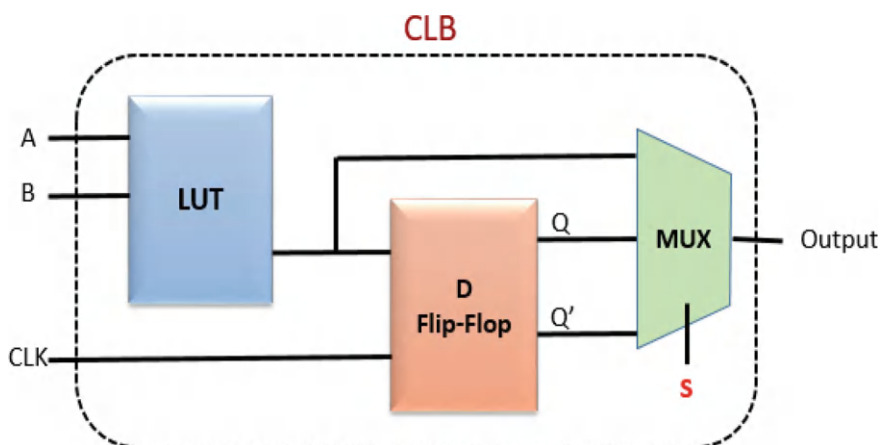 CLB
A
B
LUT
Q
MUX
Output
D
Flip-Flop
Q’
CLK
S